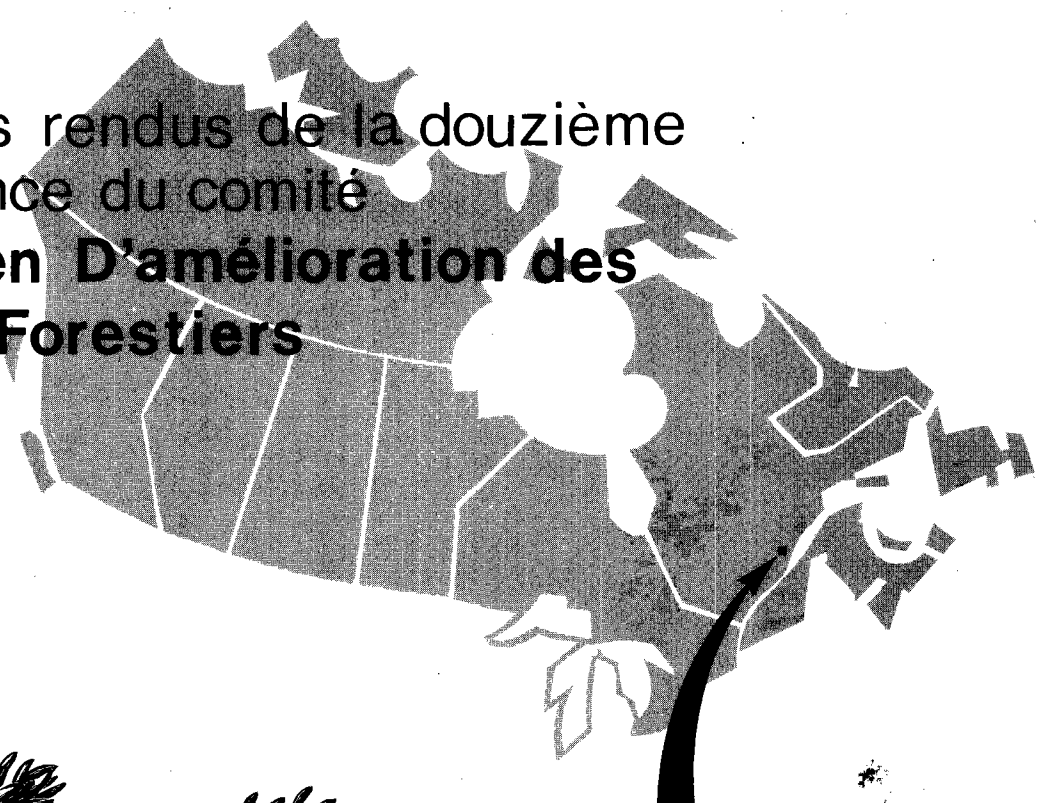 s rendus de la douzième
nce du comité
en D'amélioration des
Forestiers